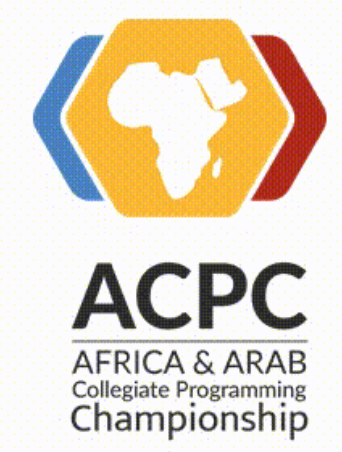 ACPC
AFRICA & ARAB
Collegiate Programming
Championship